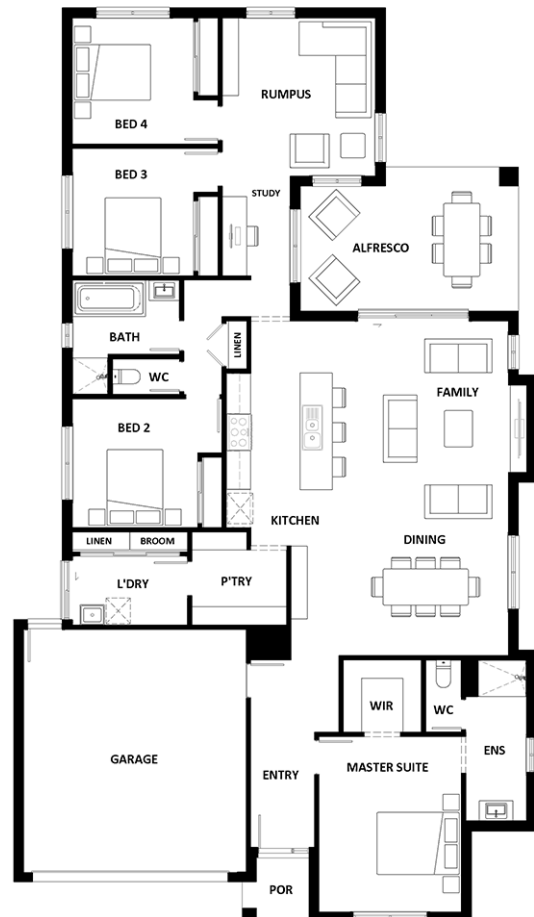 RUMPUS
BED 4
BED 3
STUDY
ALFRESCO
BATH
LINEN
WC
FAMILY
BED 2
KITCHEN
DINING
LINEN
BROOM
L'DRY
P'TRY
WIR
WC
GARAGE
ENTRY
MASTER SUITE
ENS
POR